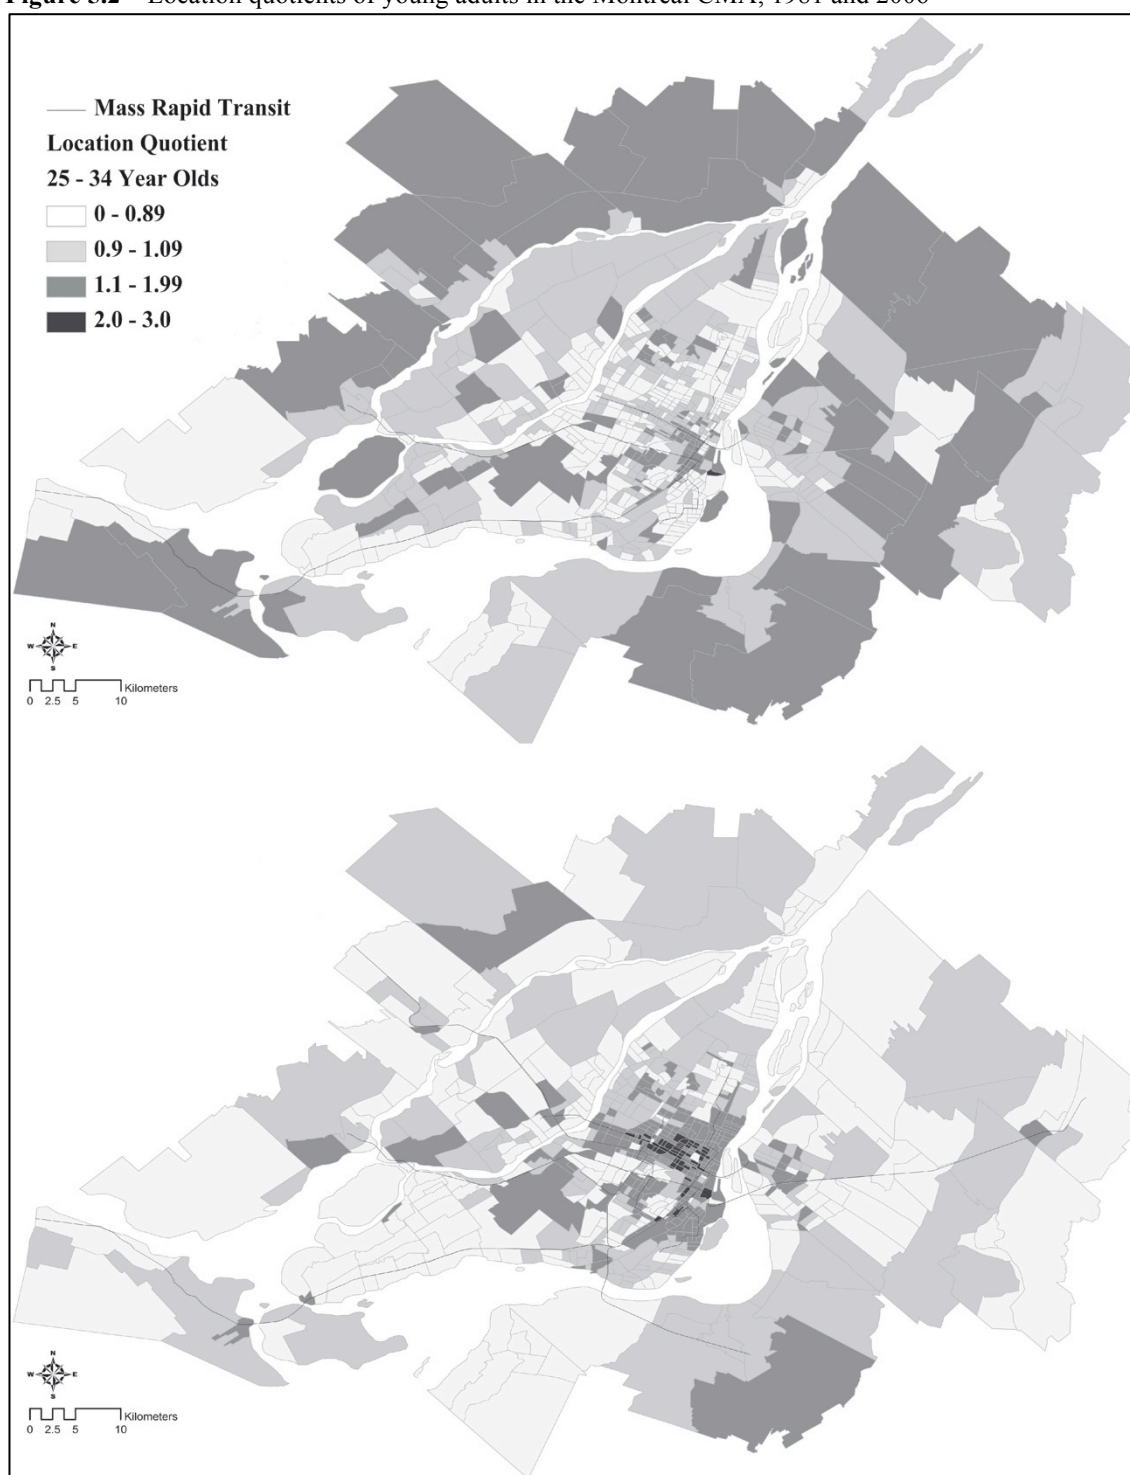 Figure 3.2 Location quotients of young adults in the Montréal CMA, 1981 and 2006
Mass Rapid Transit
Location Quotient
25 - 34 Year Olds
0 - 0.89
0.9 - 1.09
1.1 - 1.99
2.0 - 3.0
N
W E
S
Kilometers
0 2.5 5 10
N
W E
S
Kilometers
0 2.5 5 10